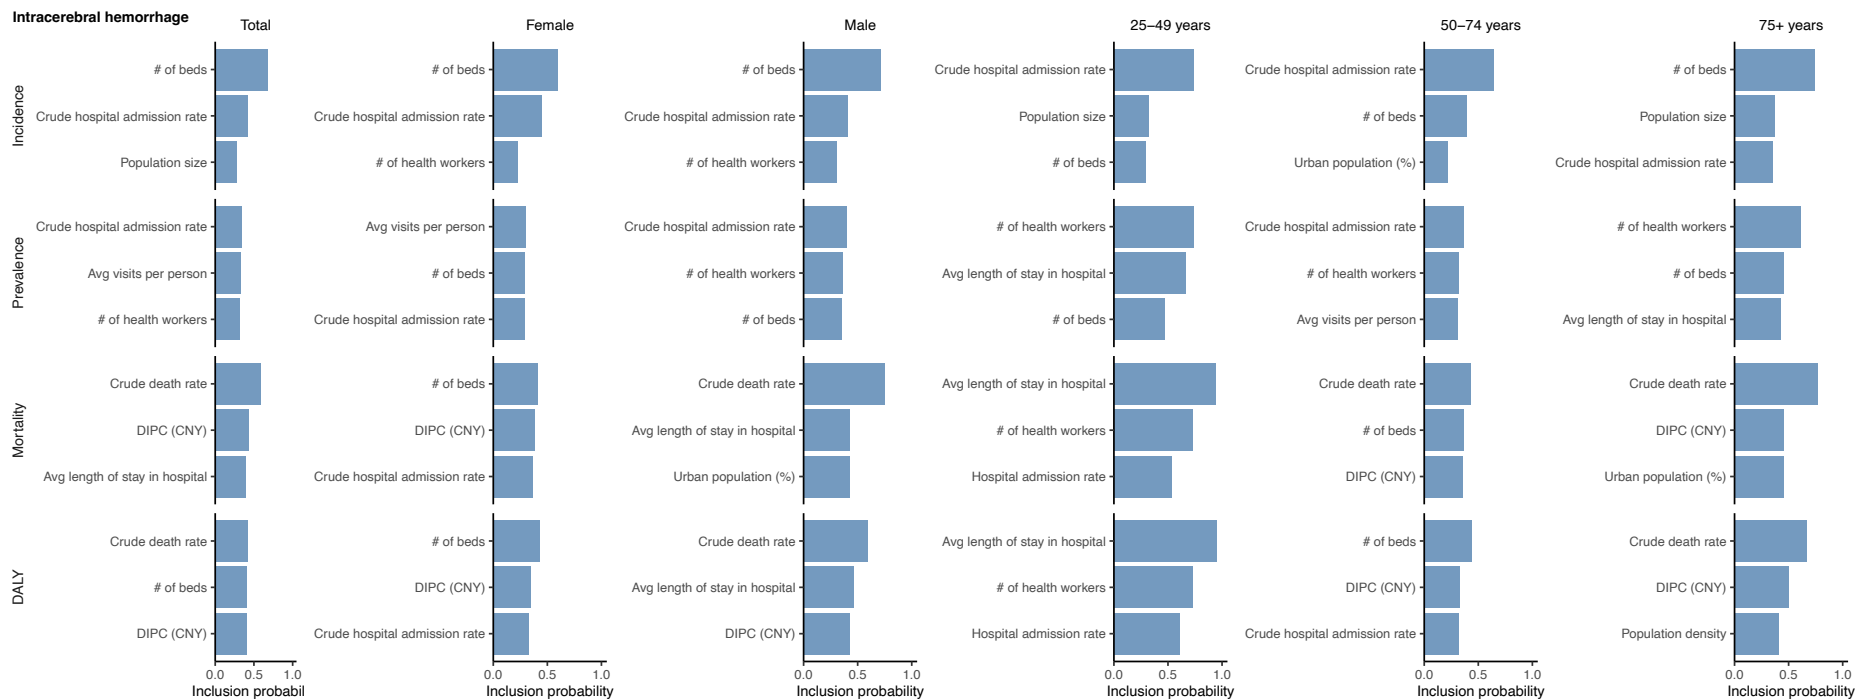 Intracerebral hemorrhage
Total
Female
Male
25–49 years
50–74 years
75+ years
Incidence
# of beds
Crude hospital admission rate
Population size
# of beds
Crude hospital admission rate
# of health workers
# of beds
Crude hospital admission rate
# of health workers
Crude hospital admission rate
Population size
# of beds
Crude hospital admission rate
# of beds
Urban population (%)
# of beds
Population size
Crude hospital admission rate
Prevalence
Crude hospital admission rate
Avg visits per person
# of health workers
Avg visits per person
# of beds
Crude hospital admission rate
Crude hospital admission rate
# of health workers
# of beds
# of health workers
Avg length of stay in hospital
# of beds
Crude hospital admission rate
# of health workers
Avg visits per person
# of health workers
# of beds
Avg length of stay in hospital
Mortality
Crude death rate
DIPC (CNY)
Avg length of stay in hospital
# of beds
DIPC (CNY)
Crude hospital admission rate
Crude death rate
Avg length of stay in hospital
Urban population (%)
Avg length of stay in hospital
# of health workers
Hospital admission rate
Crude death rate
# of beds
DIPC (CNY)
Crude death rate
DIPC (CNY)
Urban population (%)
DALY
Crude death rate
# of beds
DIPC (CNY)
# of beds
DIPC (CNY)
Crude hospital admission rate
Crude death rate
Avg length of stay in hospital
DIPC (CNY)
Avg length of stay in hospital
# of health workers
Hospital admission rate
# of beds
DIPC (CNY)
Crude hospital admission rate
Crude death rate
DIPC (CNY)
Population density
0.0 0.5 1.0
Inclusion probabil
0.0 0.5 1.0
Inclusion probability
0.0 0.5 1.0
Inclusion probability
0.0 0.5 1.0
Inclusion probability
0.0 0.5 1.0
Inclusion probability
0.0 0.5 1.0
Inclusion probability